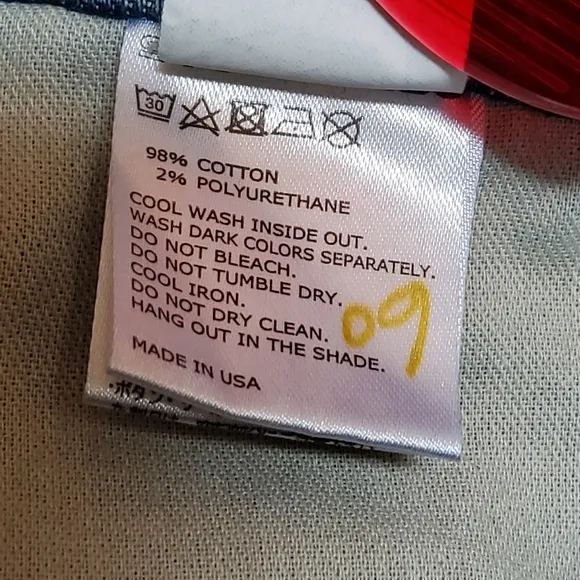 30
98% COTTON
2% POLYURETHANE
COOL WASH INSIDE OUT.
WASH DARK COLORS SEPARATELY.
DO NOT BLEACH.
DO NOT TUMBLE DRY.
COOL IRON.
DO NOT DRY CLEAN.
HANG OUT IN THE SHADE.
09
MADE IN USA